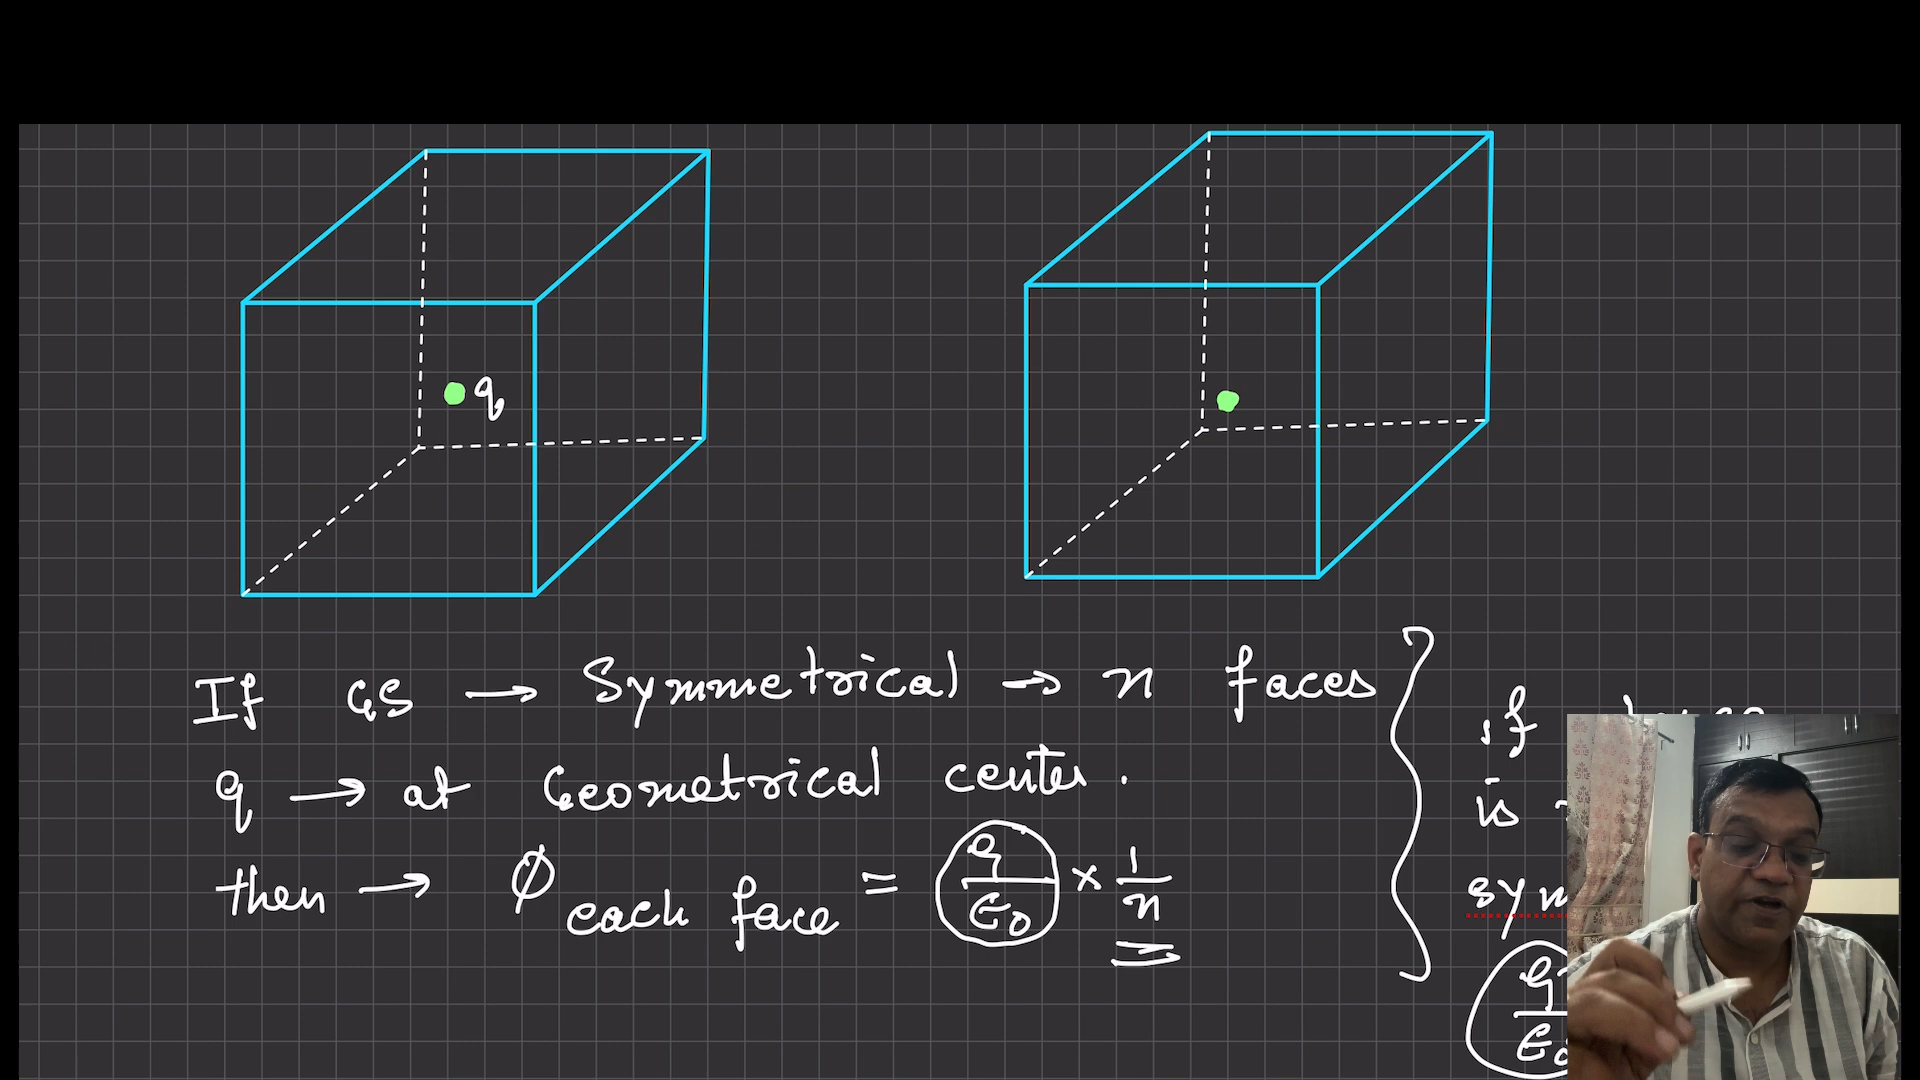 q
If GS → Symmetrical → n faces
q → at Geometrical center.
then → Ø each face = q/ε0 × 1/n
if
is
sym
q/ε0